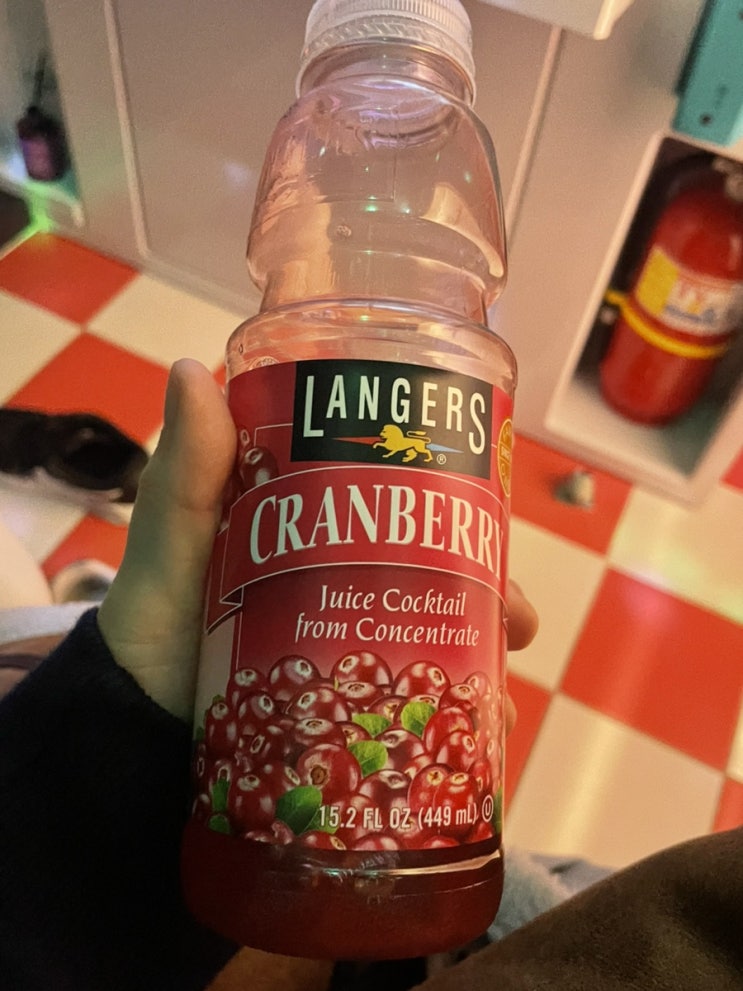 LANGERS
®
CRANBERRY
Juice Cocktail
from Concentrate
15.2 FL OZ (449 mL) U